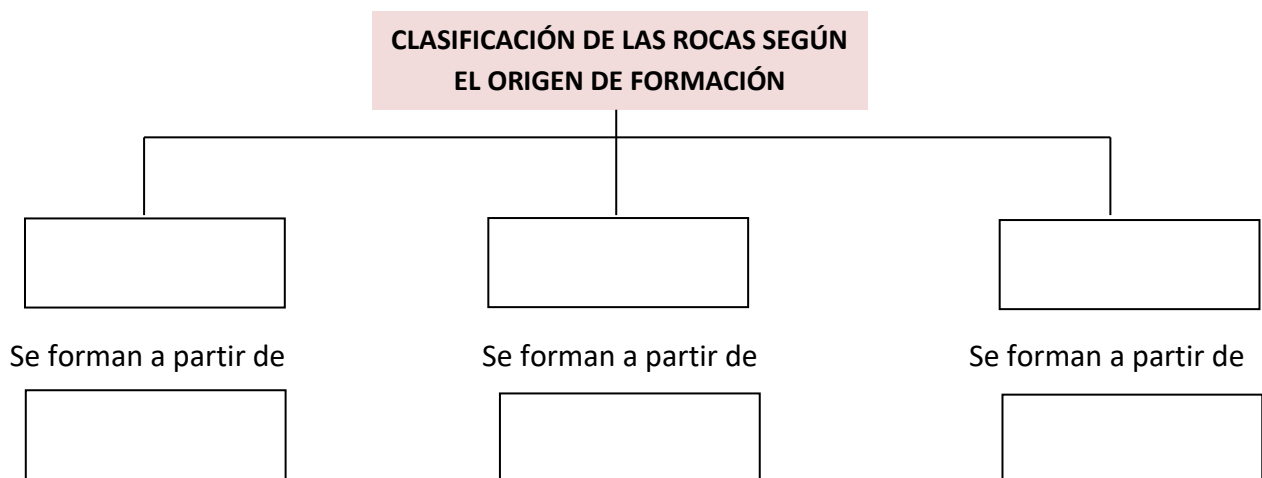 CLASIFICACIÓN DE LAS ROCAS SEGÚN
EL ORIGEN DE FORMACIÓN
Se forman a partir de
Se forman a partir de
Se forman a partir de